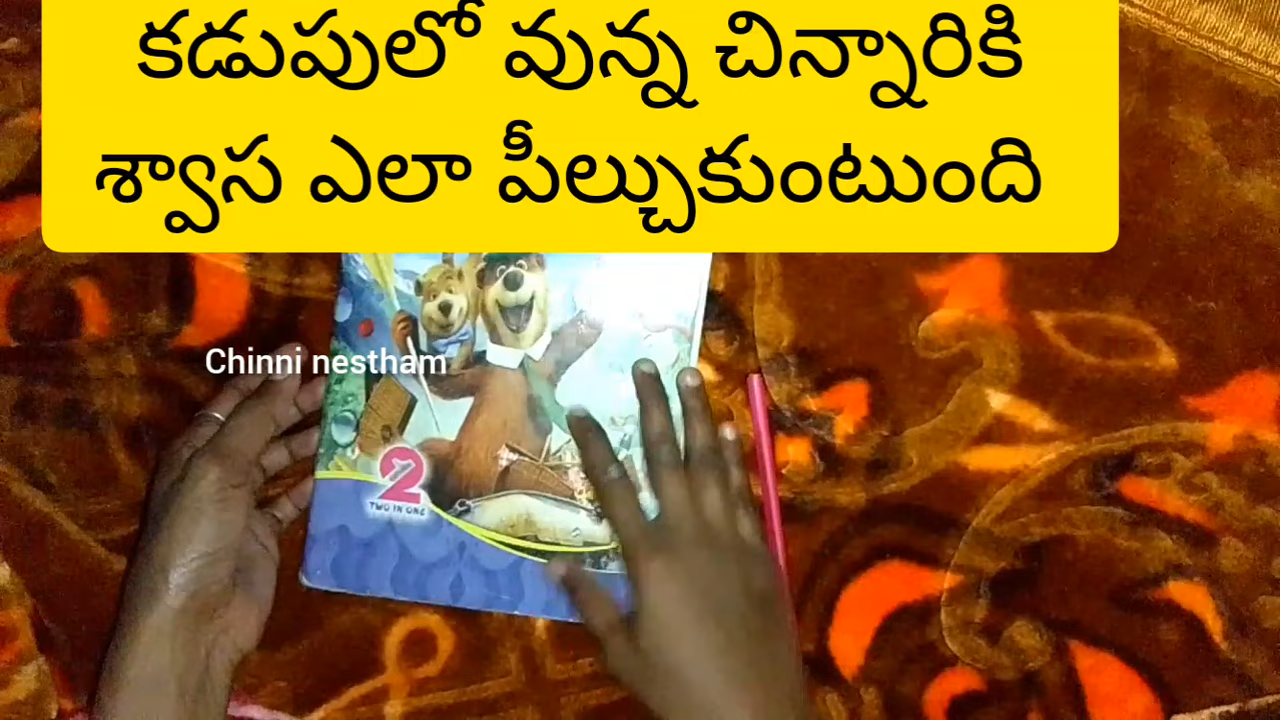 కడుపులో వున్న చిన్నారికి
శ్వాస ఎలా పీల్చుకుంటుంది
Chinni nestham
2
TWO IN ONE